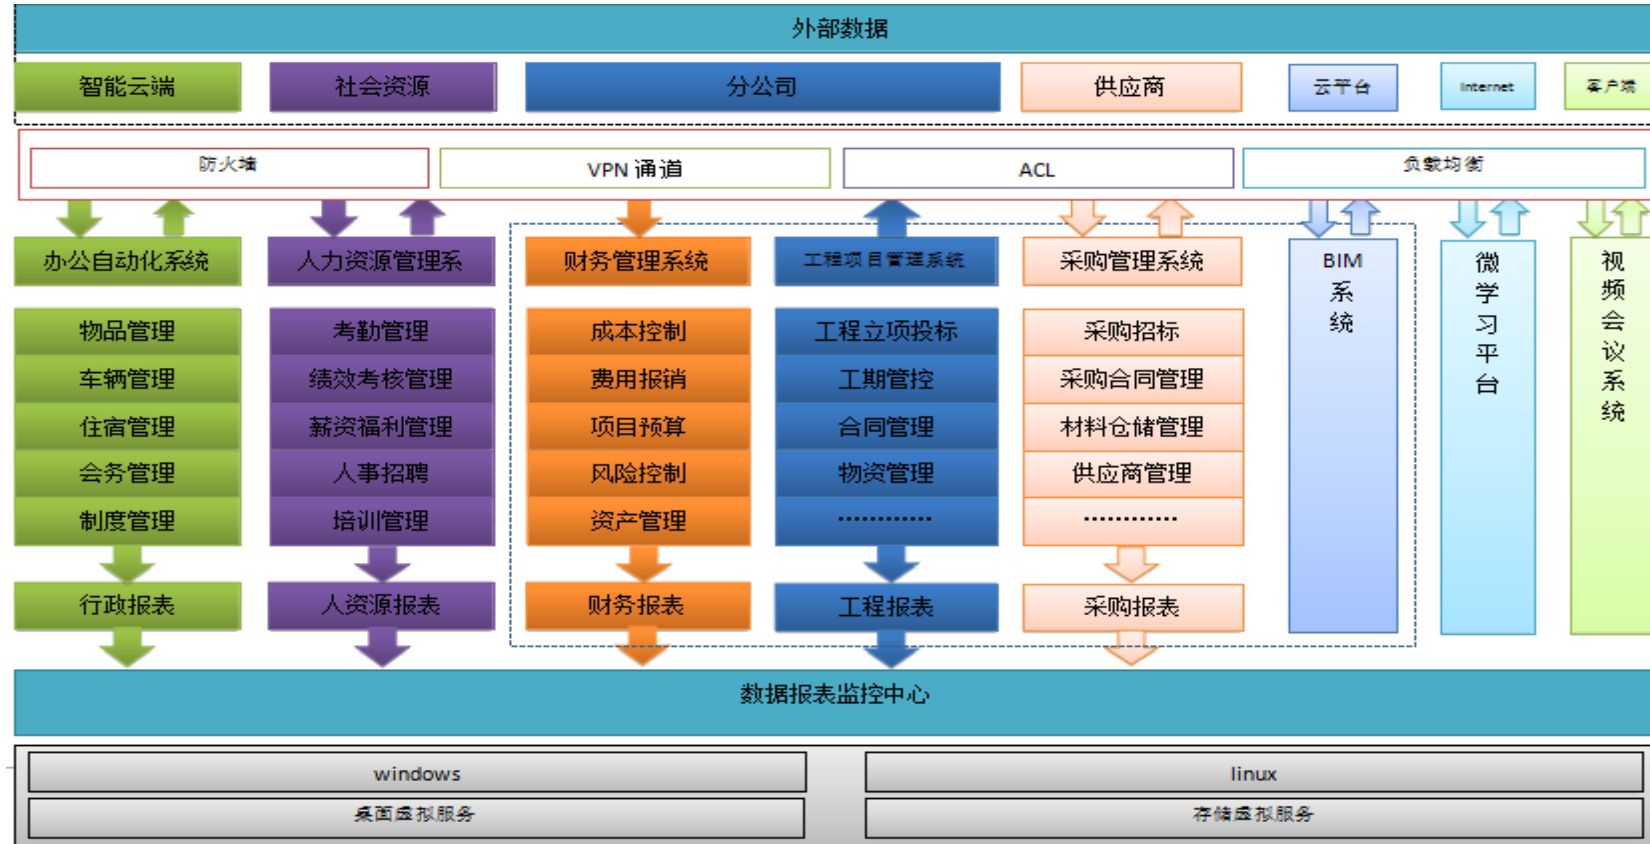 外部数据
智能云端
社会资源
分公司
供应商
云平台
Internet
客户端
防火墙
VPN 通道
ACL
负载均衡
办公自动化系统
人力资源管理系
财务管理系统
工程项目管理系统
采购管理系统
BIM
系
统
微
学
习
平
台
视
频
会
议
系
统
物品管理
车辆管理
住宿管理
会务管理
制度管理
考勤管理
绩效考核管理
薪资福利管理
人事招聘
培训管理
成本控制
费用报销
项目预算
风险控制
资产管理
工程立项投标
工期管控
合同管理
物资管理
…………
采购招标
采购合同管理
材料仓储管理
供应商管理
…………
行政报表
人资源报表
财务报表
工程报表
采购报表
数据报表监控中心
windows
linux
桌面虚拟服务
存储虚拟服务